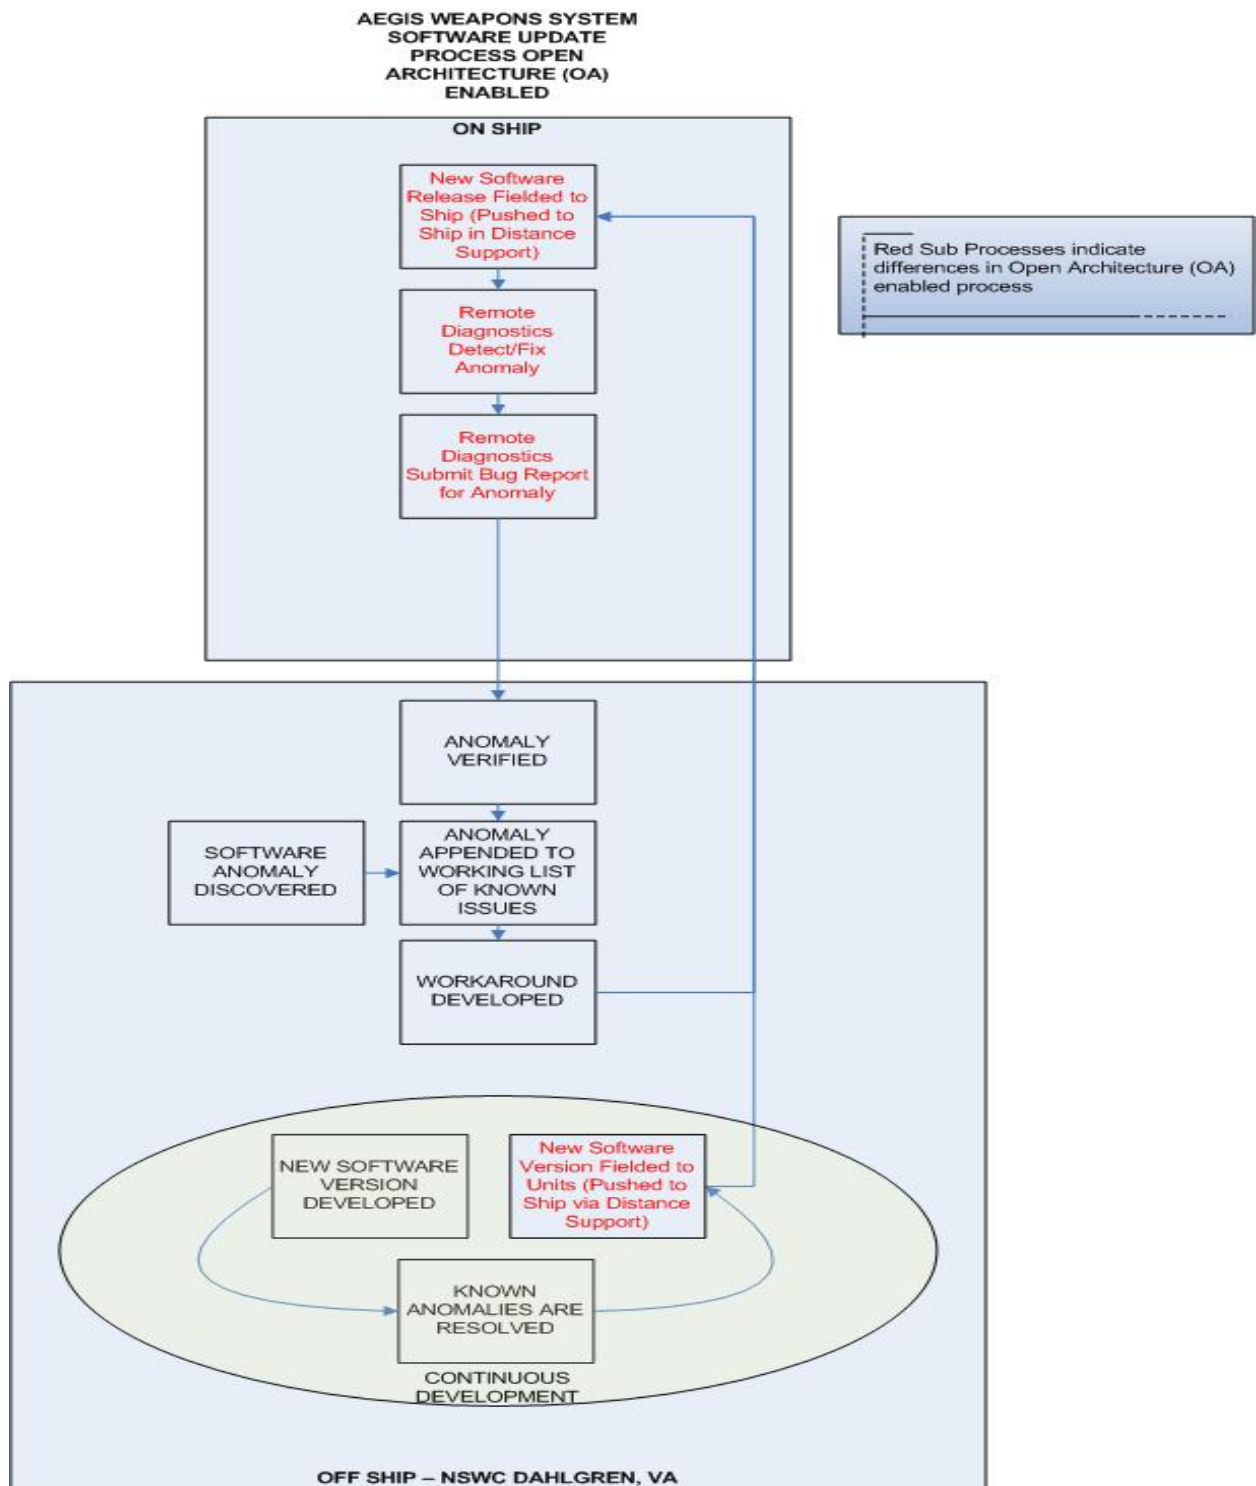 AEGIS WEAPONS SYSTEM
SOFTWARE UPDATE
PROCESS OPEN
ARCHITECTURE (OA)
ENABLED
ON SHIP
New Software
Release Fielded to
Ship (Pushed to
Ship in Distance
Support)
Red Sub Processes indicate
differences in Open Architecture (OA)
enabled process
Remote
Diagnostics
Detect/Fix
Anomaly
Remote
Diagnostics
Submit Bug Report
for Anomaly
ANOMALY
VERIFIED
SOFTWARE
ANOMALY
DISCOVERED
ANOMALY
APPENDED TO
WORKING LIST
OF KNOWN
ISSUES
WORKAROUND
DEVELOPED
NEW SOFTWARE
VERSION
DEVELOPED
New Software
Version Fielded to
Units (Pushed to
Ship via Distance
Support)
KNOWN
ANOMALIES ARE
RESOLVED
CONTINUOUS
DEVELOPMENT
OFF SHIP – NSWC DAHLGREN, VA